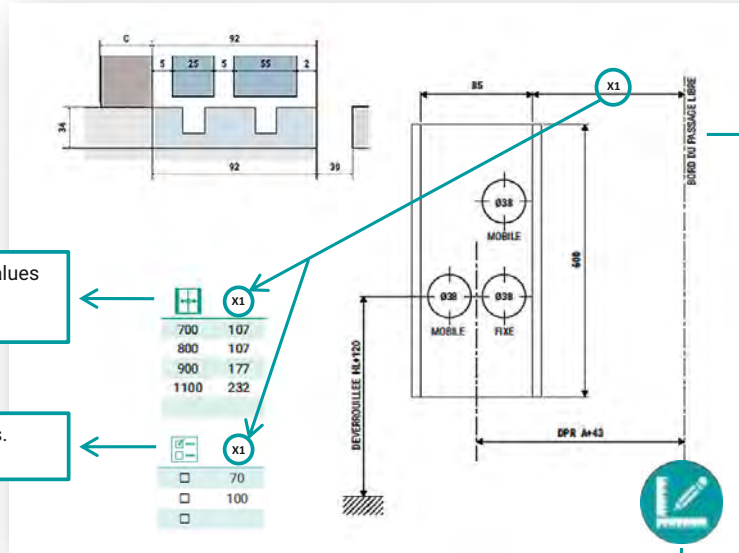 C 92
5 25 5 55 2
34
92 30
85 X1
BORD DU PASSAGE LIBRE
Ø38
MOBILE
600
Ø38 Ø38
MOBILE FIXE
DEVERROUILLEE HL+120
DPR A+43
alues
X1
700 107
800 107
900 177
1100 232
s.
X1
70
100